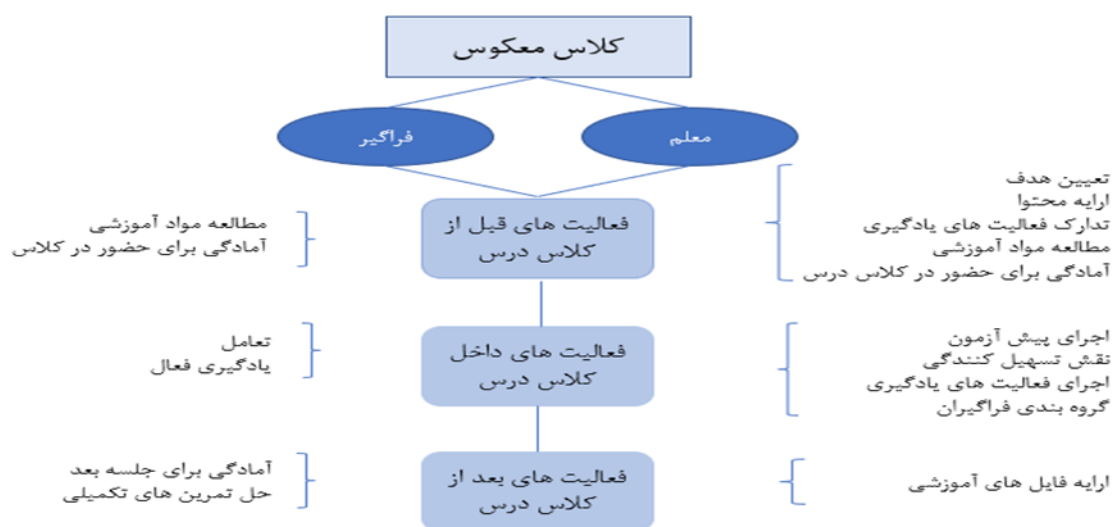 کلاس معکوس
معلم
فراگیر
تعیین هدف
ارایه محتوا
تدارک فعالیت های یادگیری
مطالعه مواد آموزشی
آمادگی برای حضور در کلاس درس
فعالیت های قبل از
کلاس درس
مطالعه مواد آموزشی
آمادگی برای حضور در کلاس
اجرای پیش آزمون
نقش تسهیل کنندگی
اجرای فعالیت های یادگیری
گروه بندی فراگیران
فعالیت های داخل
کلاس درس
تعامل
یادگیری فعال
ارایه فایل های آموزشی
فعالیت های بعد از
کلاس درس
آمادگی برای جلسه بعد
حل تمرین های تکمیلی